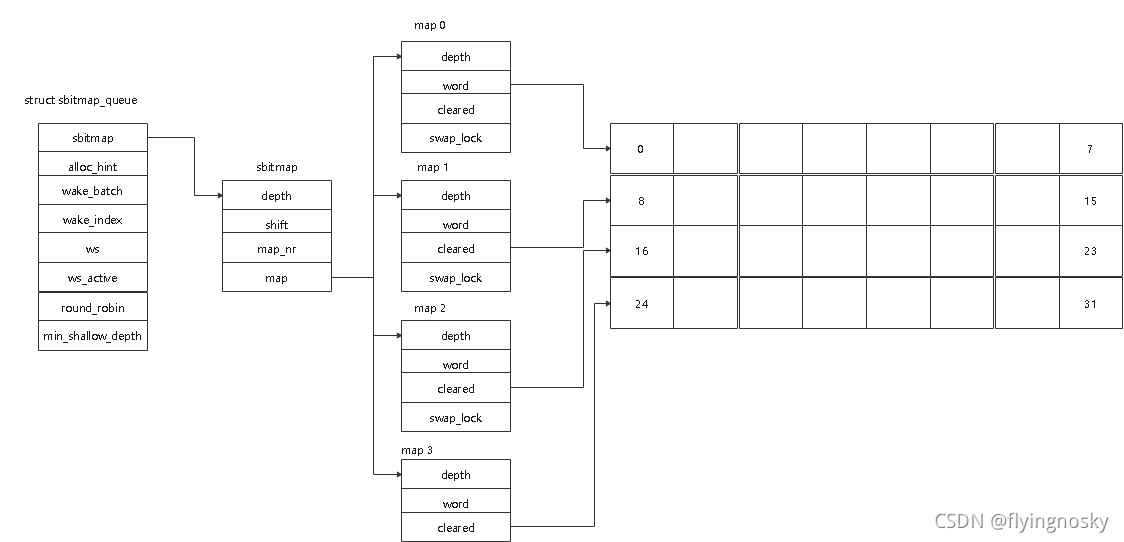 struct sbitmap_queue
sbitmap
alloc_hint
wake_batch
wake_index
ws
ws_active
round_robin
min_shallow_depth
sbitmap
depth
shift
map_nr
map
map 0
depth
word
cleared
swap_lock
map 1
depth
word
cleared
swap_lock
map 2
depth
word
cleared
swap_lock
map 3
depth
word
cleared
0 7
8 15
16 23
24 31
CSDN @flyingnosky